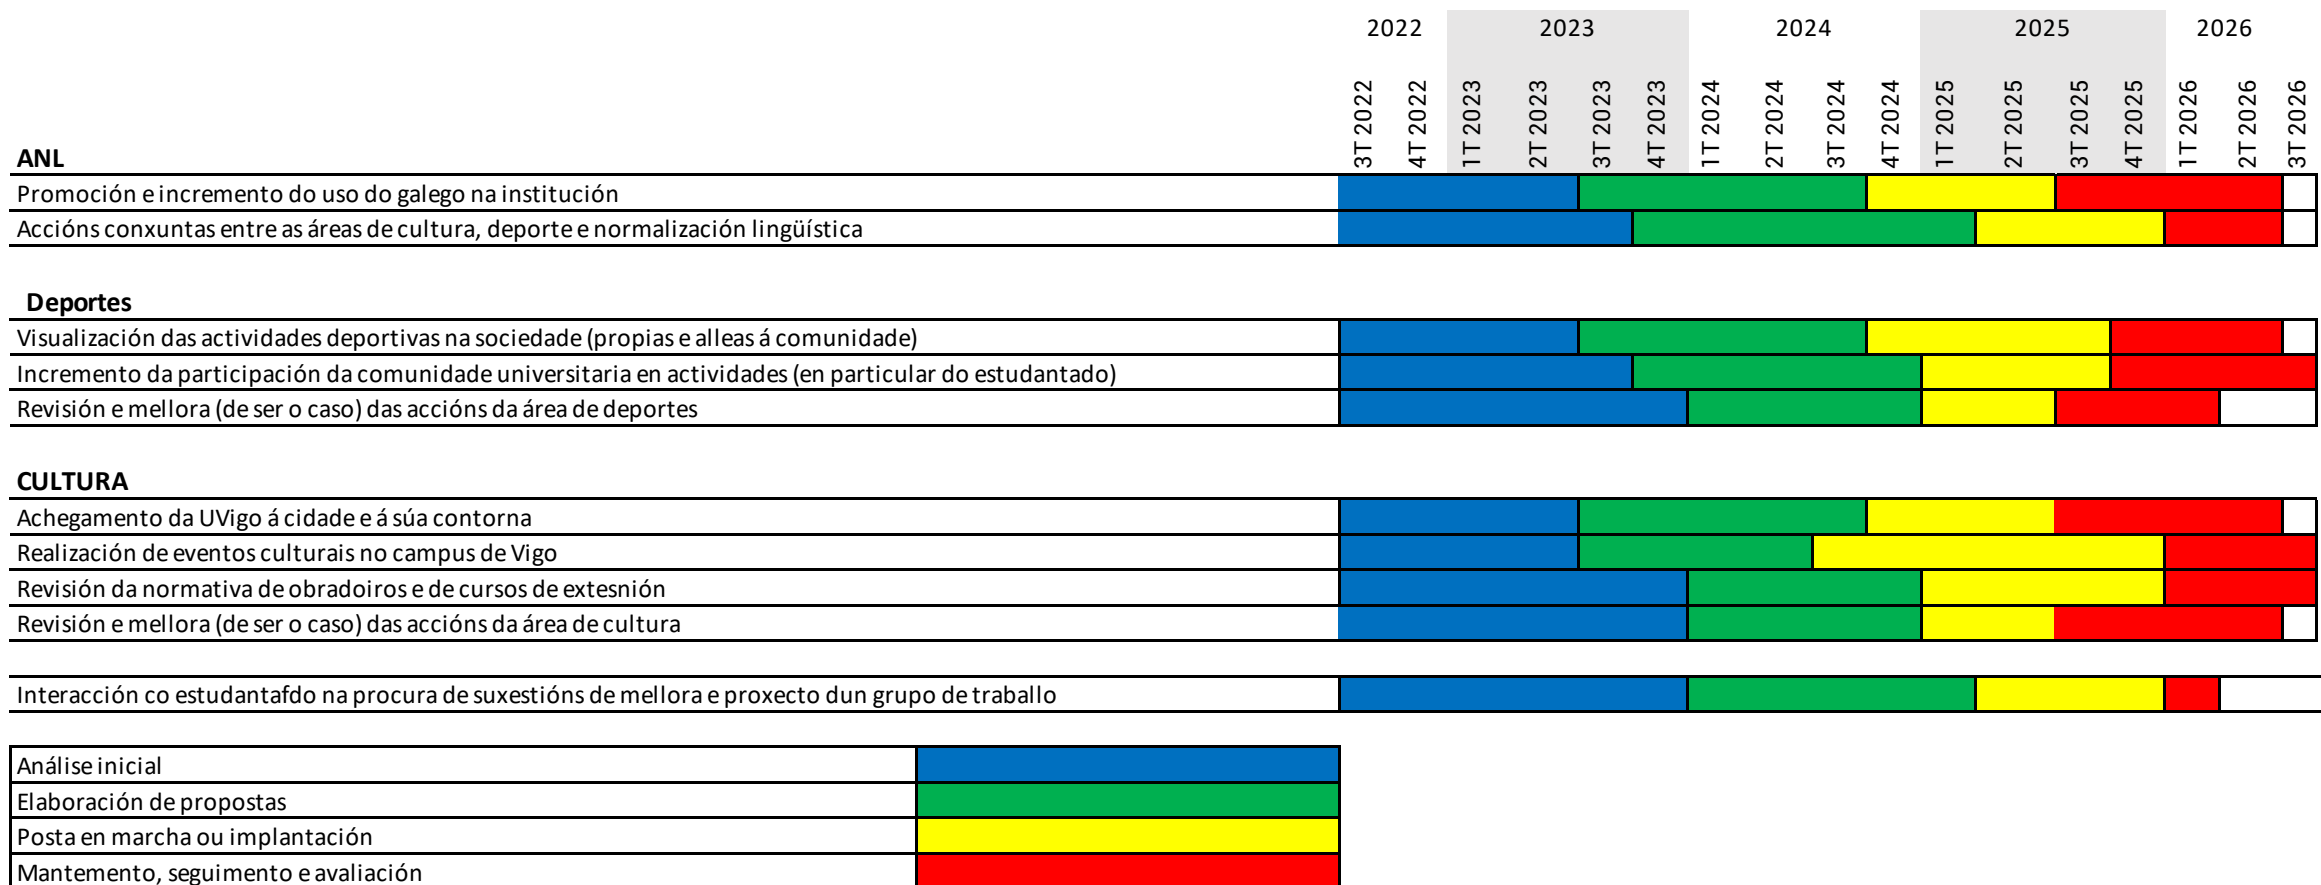 2022 2023 2024 2025 2026
3T 2022 4T 2022 1T 2023 2T 2023 3T 2023 4T 2023 1T 2024 2T 2024 3T 2024 4T 2024 1T 2025 2T 2025 3T 2025 4T 2025 1T 2026 2T 2026 3T 2026
ANL
Promoción e incremento do uso do galego na institución
Accións conxuntas entre as áreas de cultura, deporte e normalización lingüística
Deportes
Visualización das actividades deportivas na sociedade (propias e alleas á comunidade)
Incremento da participación da comunidade universitaria en actividades (en particular do estudantado)
Revisión e mellora (de ser o caso) das accións da área de deportes
CULTURA
Achegamento da UVigo á cidade e á súa contorna
Realización de eventos culturais no campus de Vigo
Revisión da normativa de obradoiros e de cursos de extesnión
Revisión e mellora (de ser o caso) das accións da área de cultura
Interacción co estudantafdo na procura de suxestións de mellora e proxecto dun grupo de traballo
Análise inicial
Elaboración de propostas
Posta en marcha ou implantación
Mantemento, seguimento e avaliación